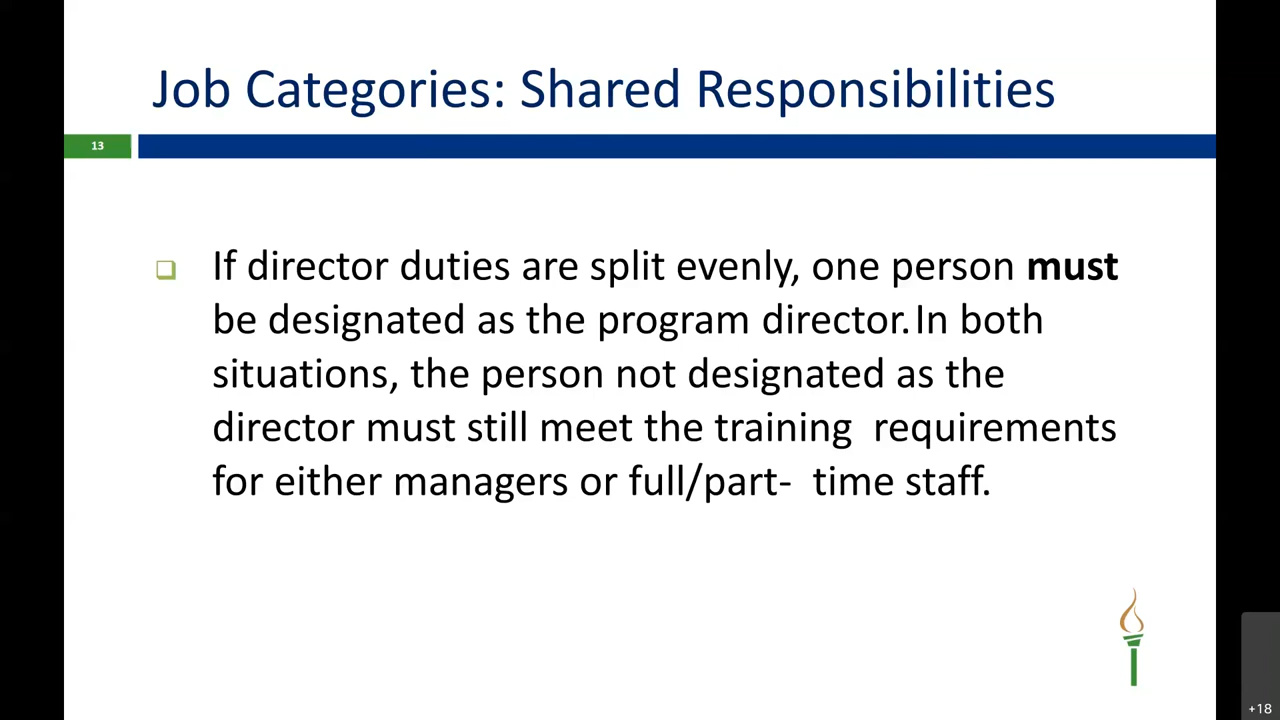 Job Categories: Shared Responsibilities
13
If director duties are split evenly, one person must
be designated as the program director. In both
situations, the person not designated as the
director must still meet the training requirements
for either managers or full/part- time staff.
+18